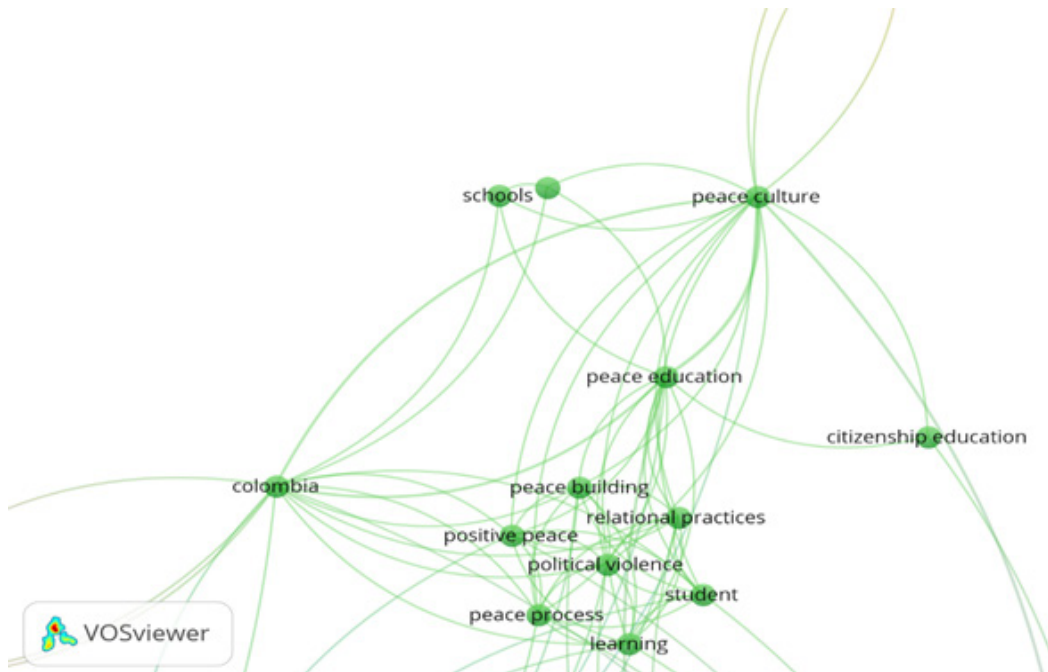 schools
peace culture
peace education
citizenship education
colombia
peace building
relational practices
positive peace
political violence
student
peace process
learning
VOSviewer